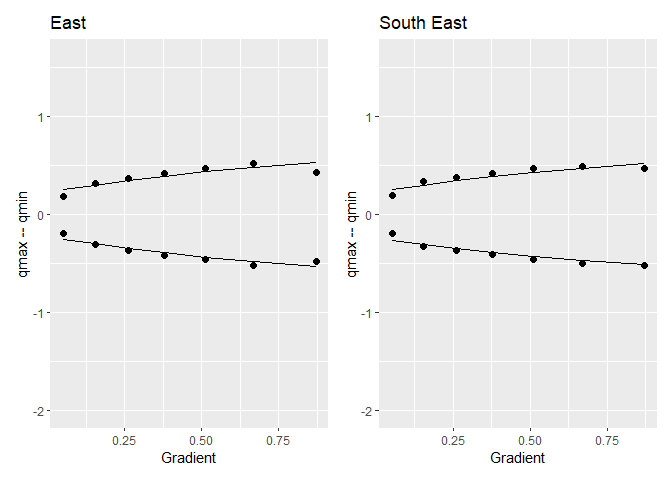 East
South East
qmax -- qmin
1
0
-1
-2
0.25 0.50 0.75
Gradient
qmax -- qmin
1
0
-1
-2
0.25 0.50 0.75
Gradient